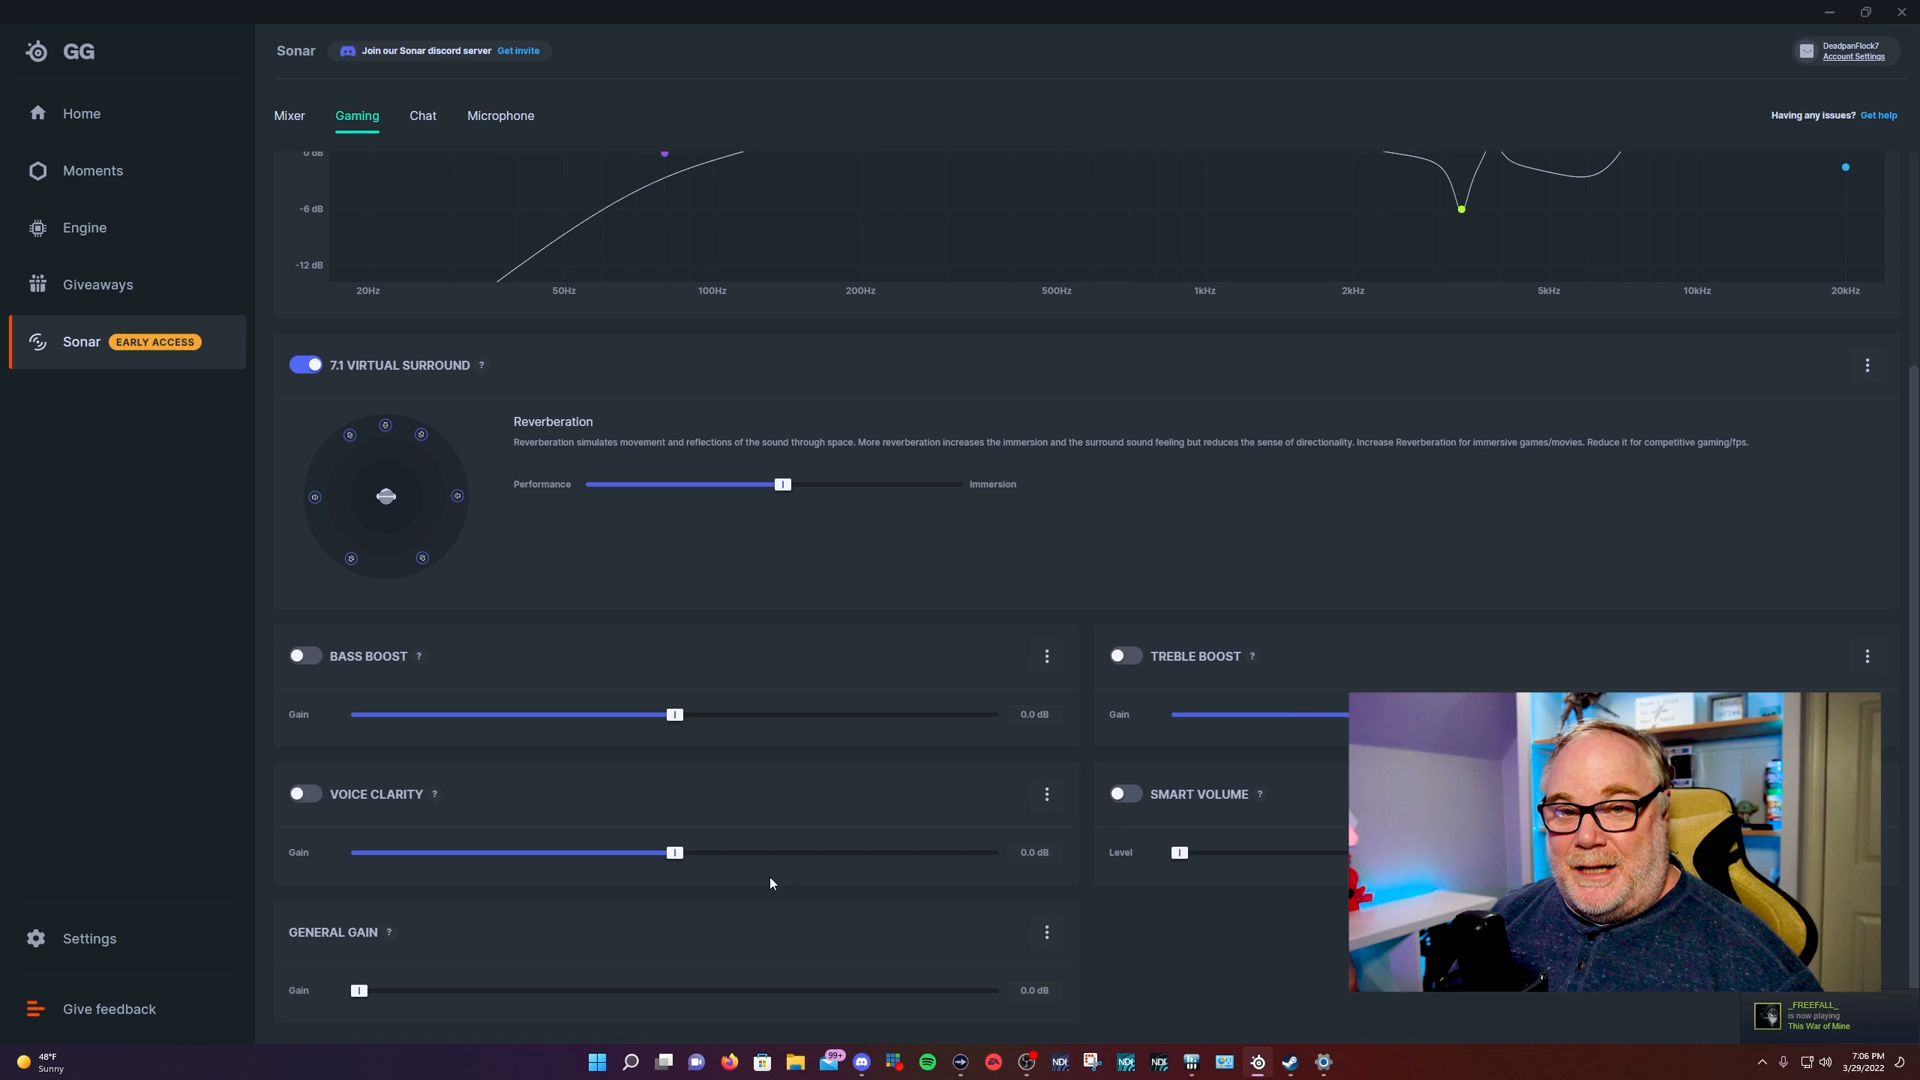 GG
Sonar
Join our Sonar discord server Get invite
DeadpanFlock7
Account Settings
Home
Moments
Engine
Giveaways
Sonar EARLY ACCESS
Settings
Give feedback
Mixer Gaming Chat Microphone
Having any issues? Get help
0 dB
-6 dB
-12 dB
20Hz 50Hz 100Hz 200Hz 500Hz 1kHz 2kHz 5kHz 10kHz 20kHz
7.1 VIRTUAL SURROUND ?
Reverberation
Reverberation simulates movement and reflections of the sound through space. More reverberation increases the immersion and the surround sound feeling but reduces the sense of directionality. Increase Reverberation for immersive games/movies. Reduce it for competitive gaming/fps.
Performance Immersion
BASS BOOST ?
Gain 0.0 dB
TREBLE BOOST ?
Gain
VOICE CLARITY ?
Gain 0.0 dB
SMART VOLUME ?
Level
GENERAL GAIN ?
Gain 0.0 dB
_FREEFALL_
is now playing
This War of Mine
48°F
Sunny
99+
EA
NDI
NDI
NDI
7:06 PM
3/29/2022